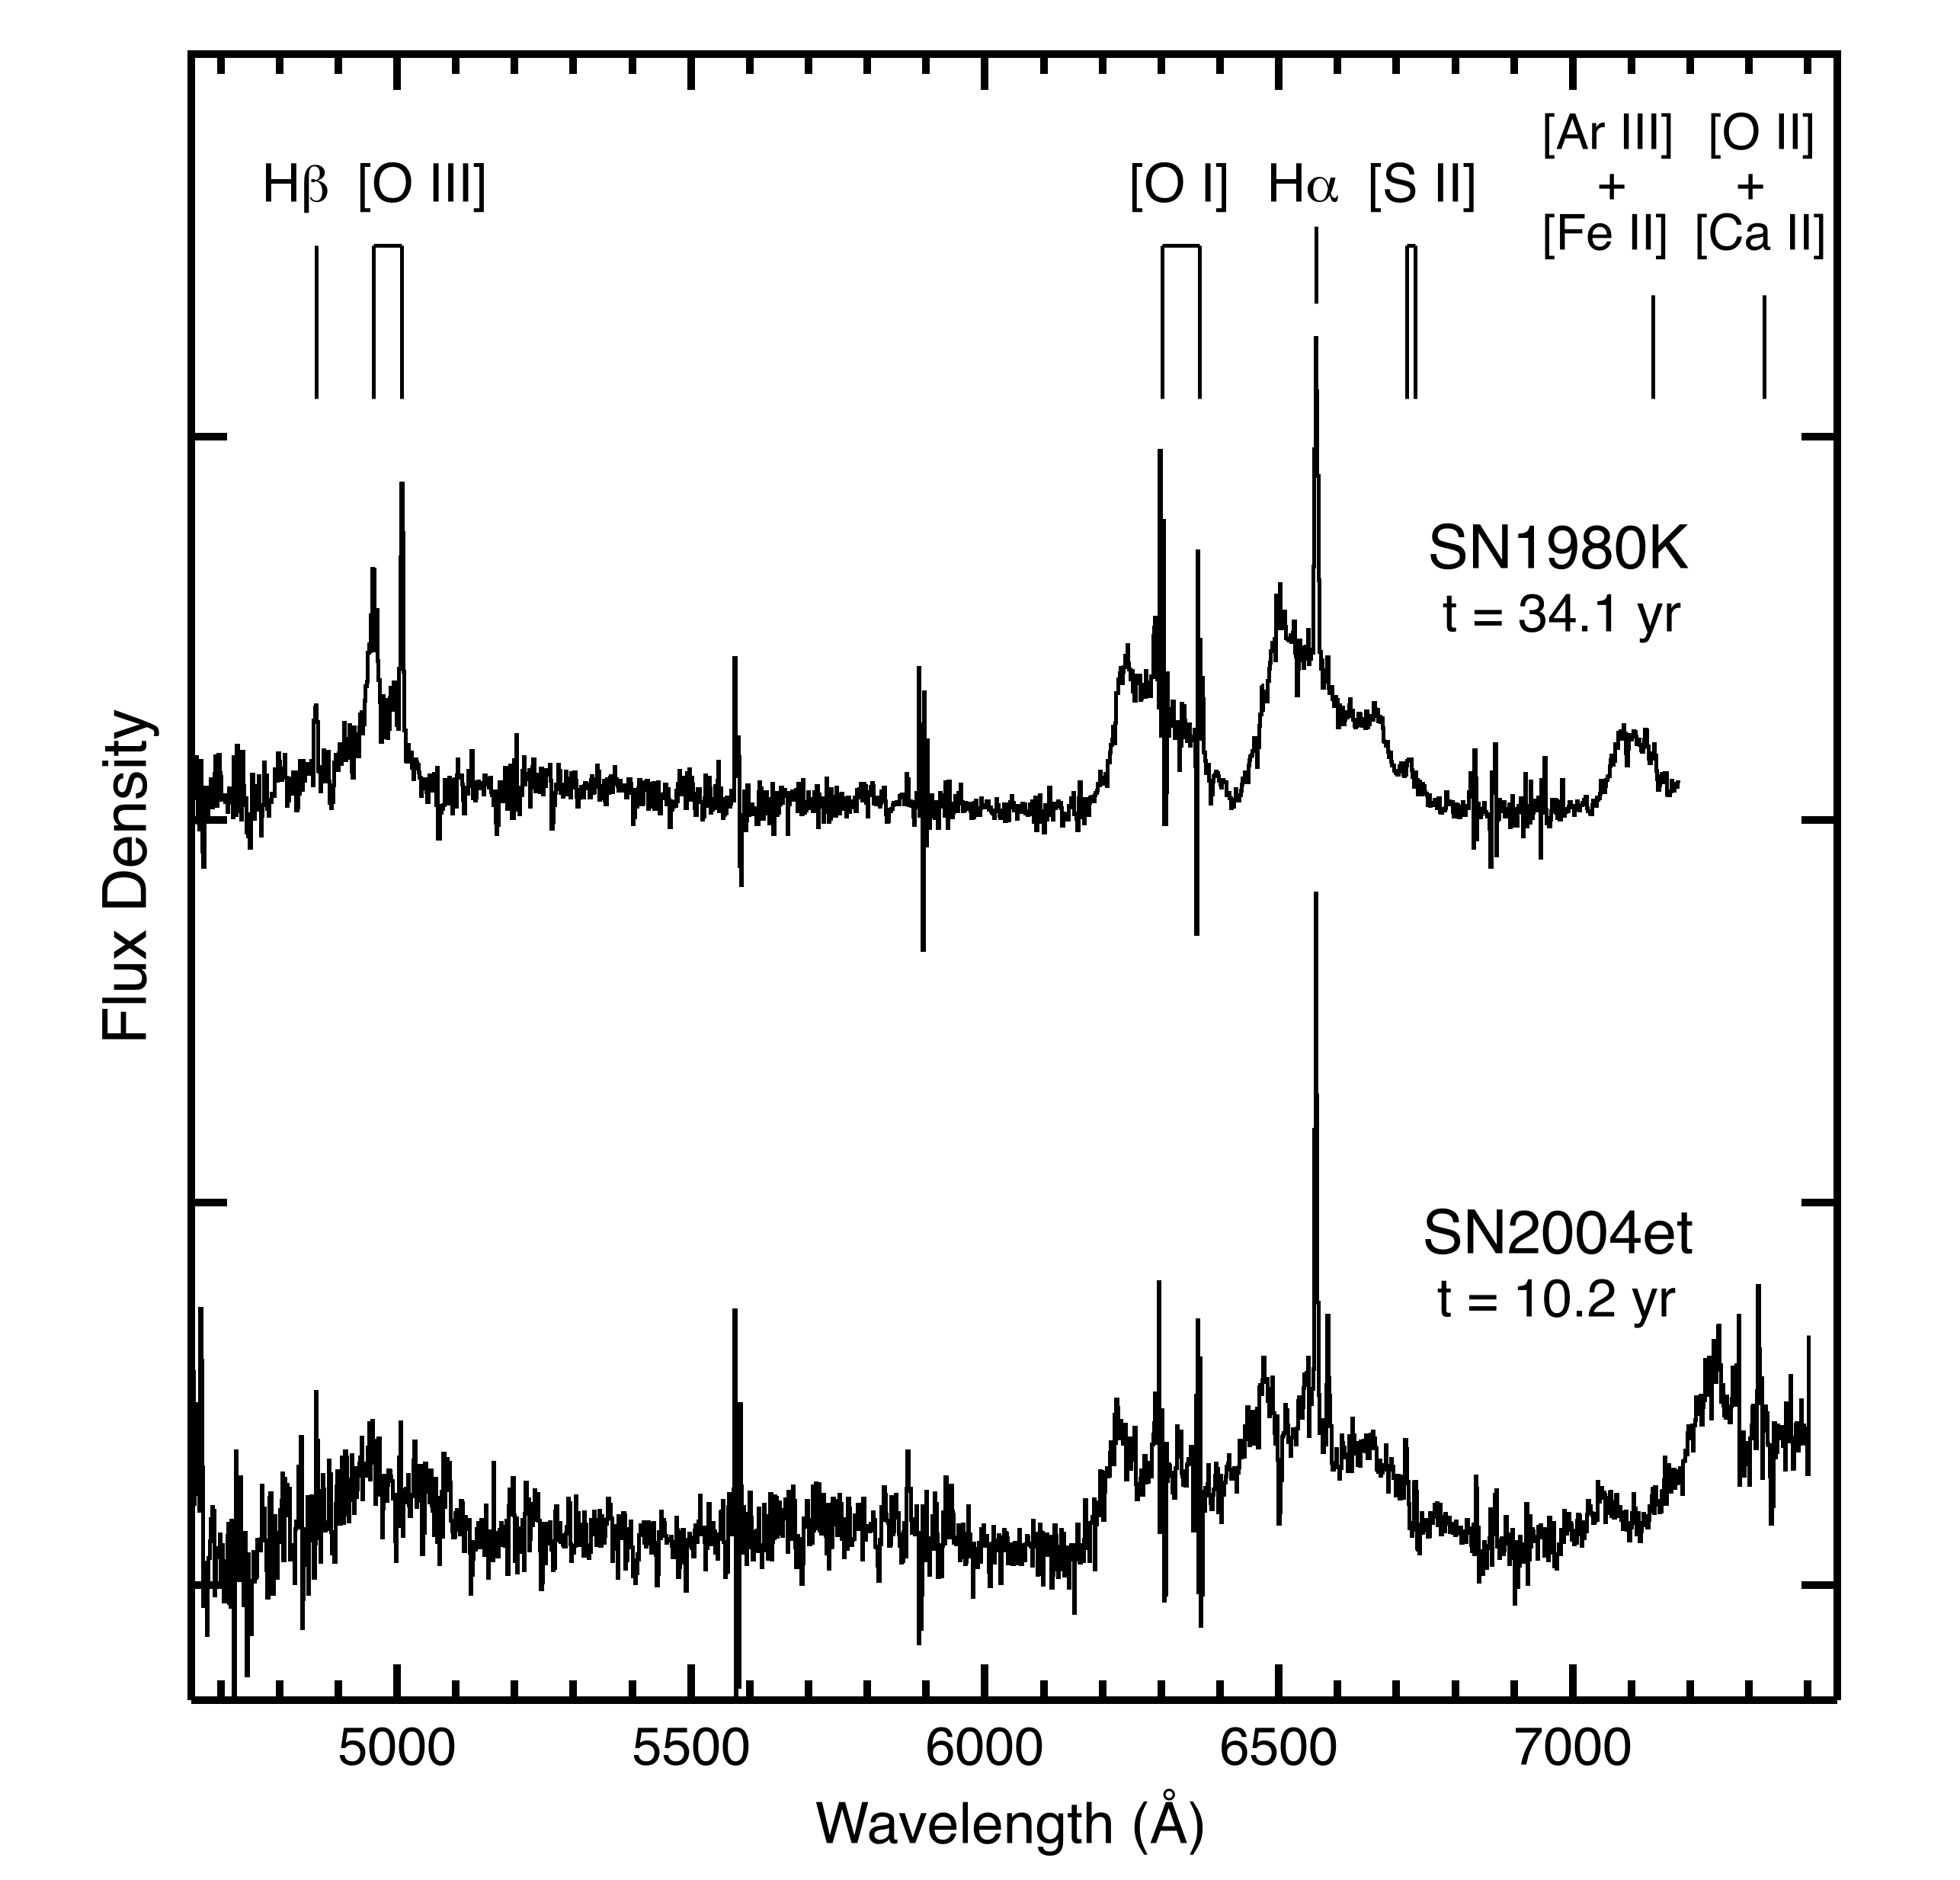 [Ar III] [O II]
Hβ [O III] [O I] Hα [S II] + +
[Fe II] [Ca II]
SN1980K
t = 34.1 yr
Flux Density
SN2004et
t = 10.2 yr
5000 5500 6000 6500 7000
Wavelength (Å)